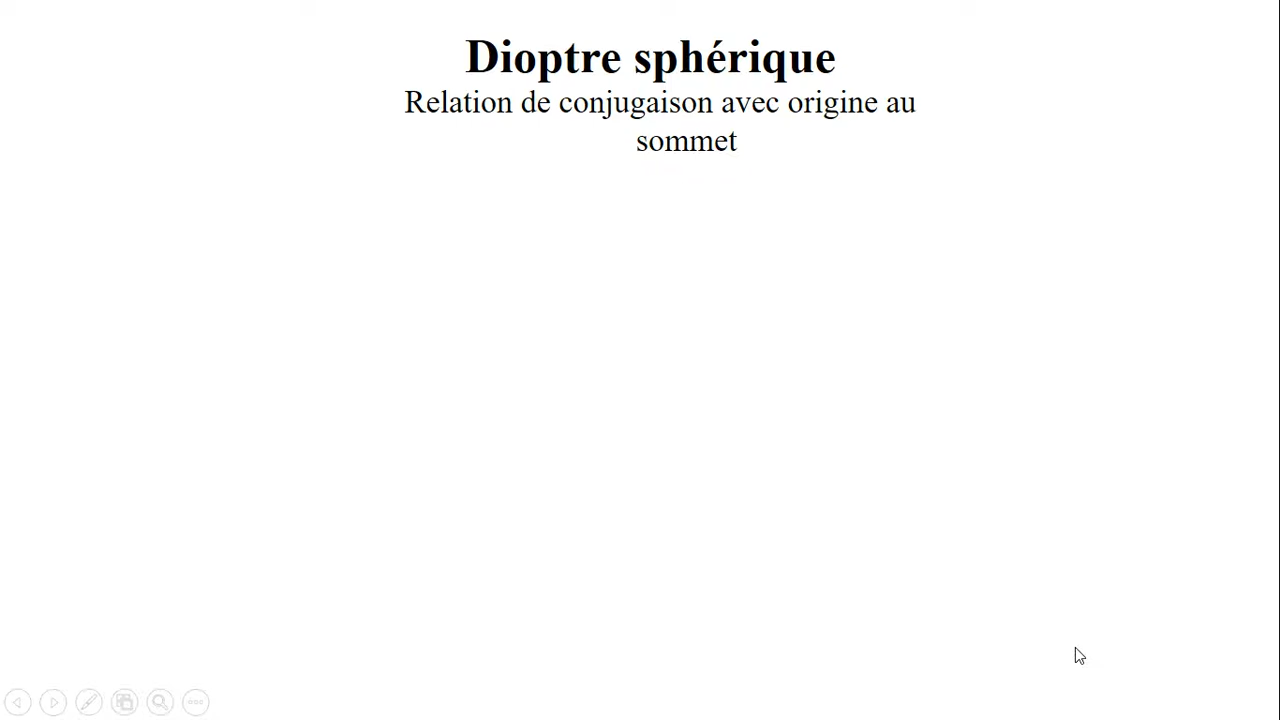 Dioptre sphérique
Relation de conjugaison avec origine au
sommet